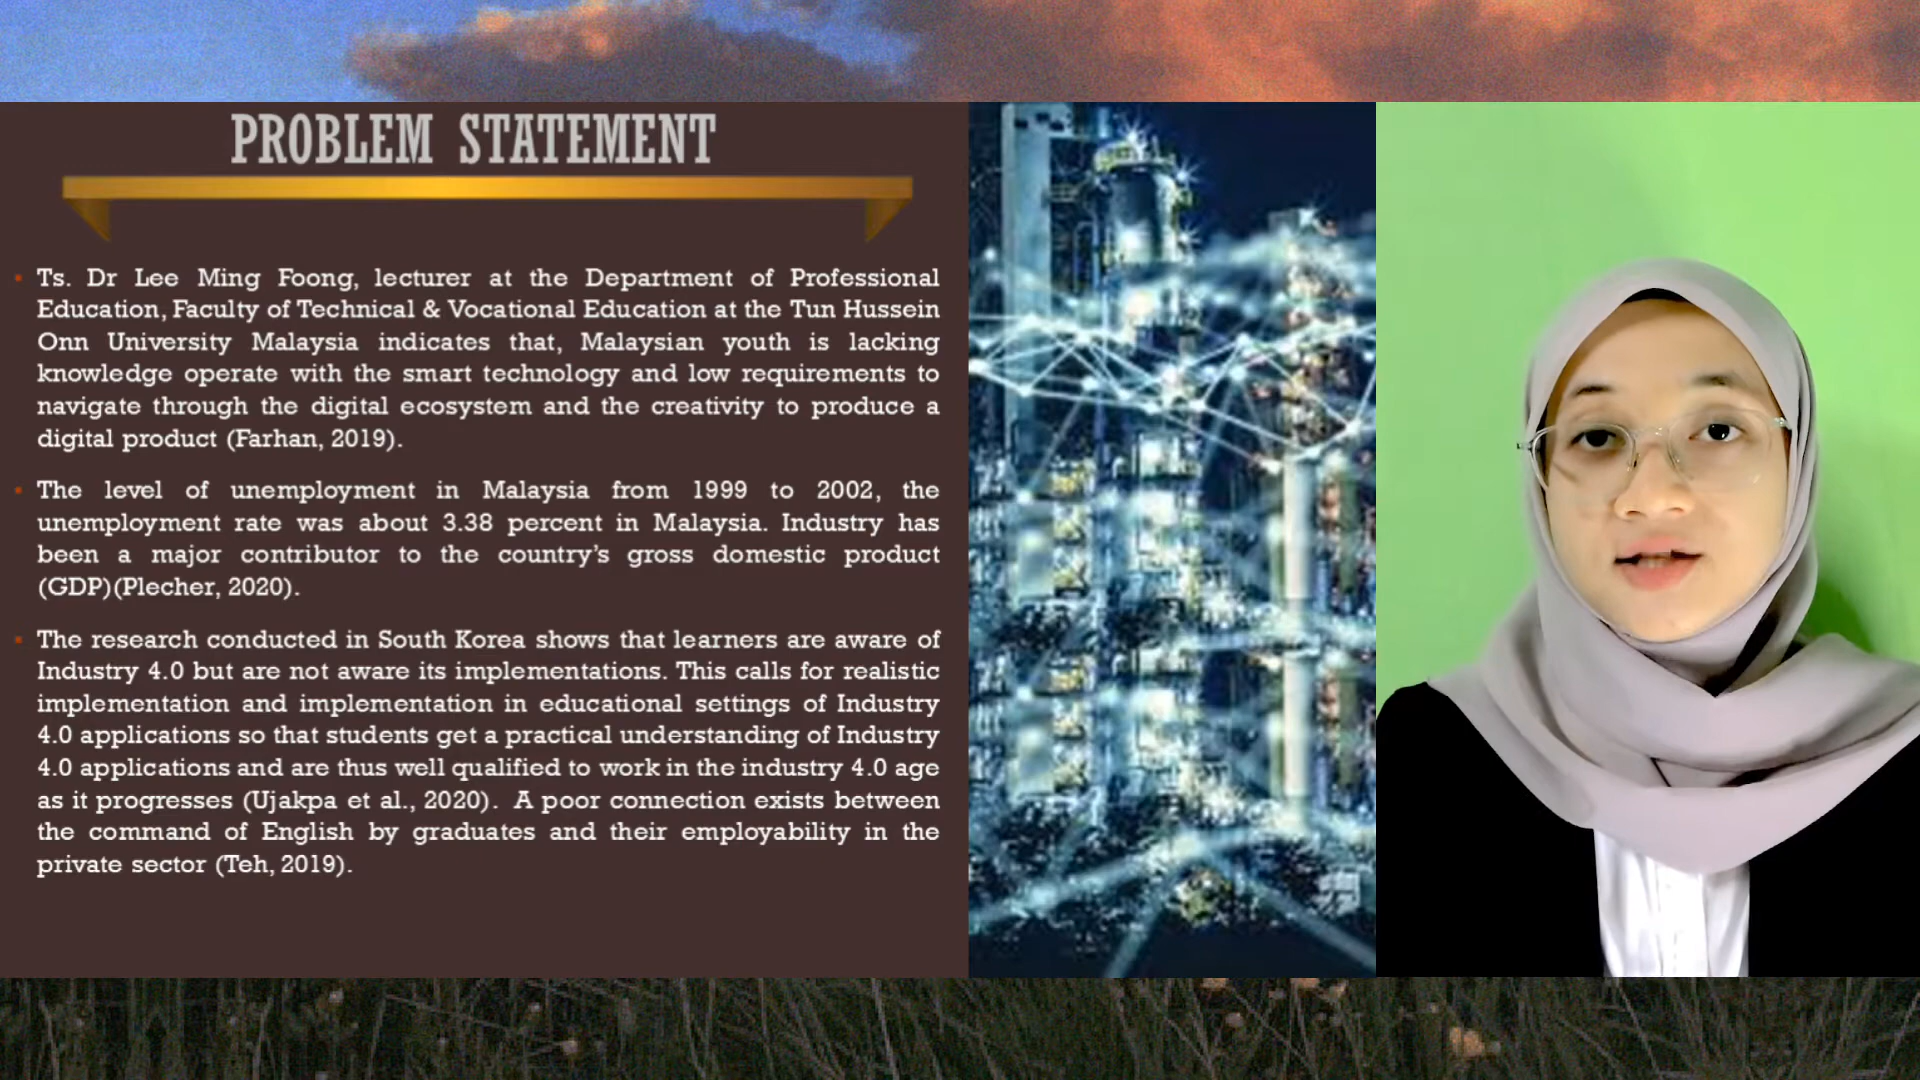 PROBLEM STATEMENT
Ts. Dr Lee Ming Foong, lecturer at the Department of Professional
Education, Faculty of Technical & Vocational Education at the Tun Hussein
Onn University Malaysia indicates that, Malaysian youth is lacking
knowledge operate with the smart technology and low requirements to
navigate through the digital ecosystem and the creativity to produce a
digital product (Farhan, 2019).
The level of unemployment in Malaysia from 1999 to 2002, the
unemployment rate was about 3.38 percent in Malaysia. Industry has
been a major contributor to the country’s gross domestic product
(GDP)(Plecher, 2020).
The research conducted in South Korea shows that learners are aware of
Industry 4.0 but are not aware its implementations. This calls for realistic
implementation and implementation in educational settings of Industry
4.0 applications so that students get a practical understanding of Industry
4.0 applications and are thus well qualified to work in the industry 4.0 age
as it progresses (Ujakpa et al., 2020). A poor connection exists between
the command of English by graduates and their employability in the
private sector (Teh, 2019).